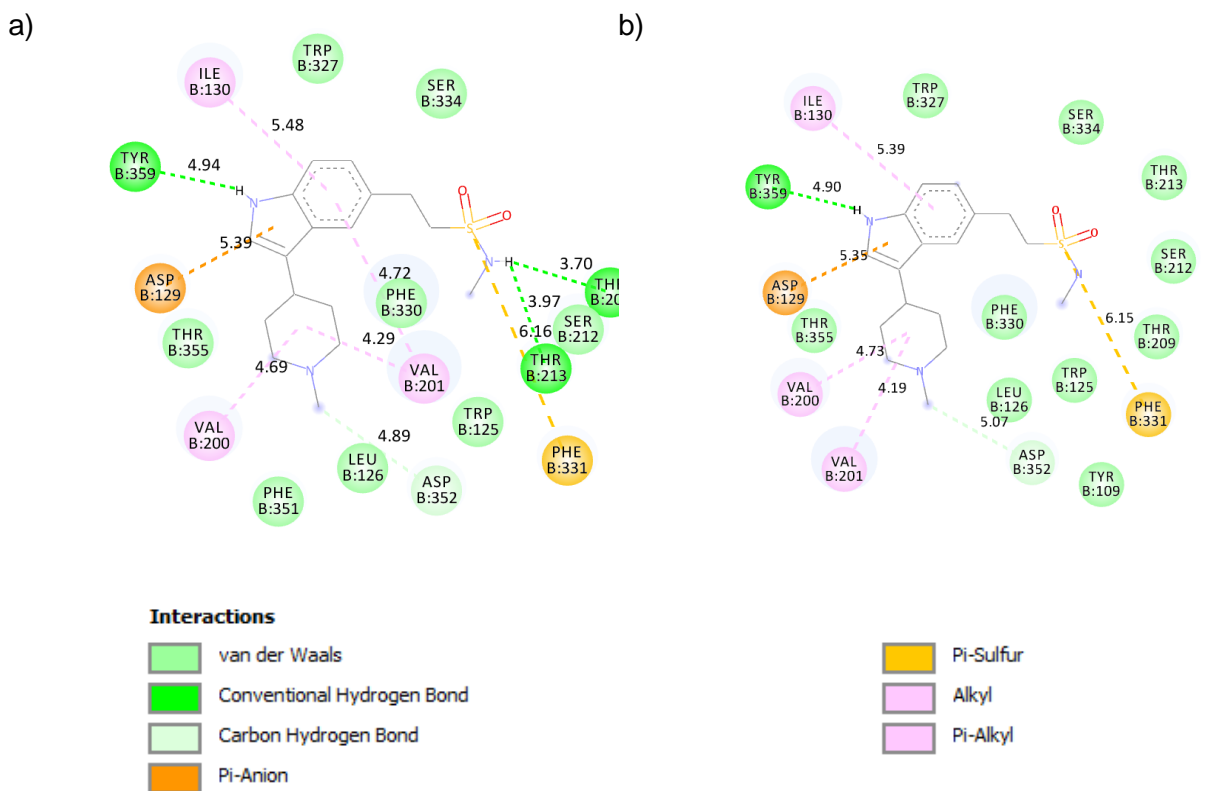 a)
TRP
B:327
ILE
B:130
SER
B:334
5.48
TYR
B:359
4.94
H
N
O
S
O
5.39
N
H
3.70
4.72
ASP
B:129
PHE
B:330
3.97
6.16
SER
B:212
THR
B:355
4.29
THR
B:213
4.69
N
VAL
B:201
TRP
B:125
VAL
B:200
4.89
LEU
B:126
PHE
B:331
ASP
B:352
PHE
B:351
b)
ILE
B:130
TRP
B:327
SER
B:334
5.39
THR
B:213
TYR
B:359
4.90
H
N
O
S
O
5.35
SER
B:212
N
ASP
B:129
PHE
B:330
6.15
THR
B:355
THR
B:209
4.73
N
4.19
TRP
B:125
VAL
B:200
LEU
B:126
PHE
B:331
5.07
VAL
B:201
ASP
B:352
TYR
B:109
Interactions
van der Waals
Conventional Hydrogen Bond
Carbon Hydrogen Bond
Pi-Anion
Pi-Sulfur
Alkyl
Pi-Alkyl